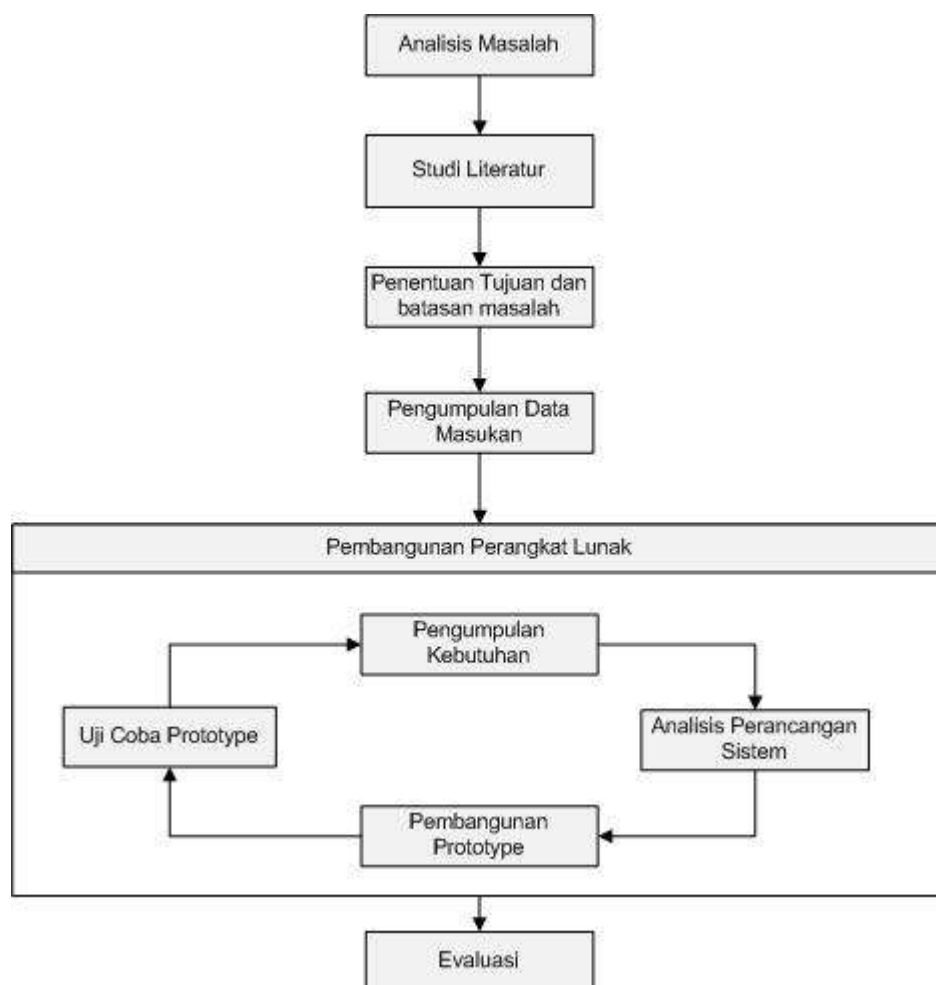 Analisis Masalah
Studi Literatur
Penentuan Tujuan dan
batasan masalah
Pengumpulan Data
Masukan
Pembangunan Perangkat Lunak
Pengumpulan
Kebutuhan
Uji Coba Prototype
Analisis Perancangan
Sistem
Pembangunan
Prototype
Evaluasi